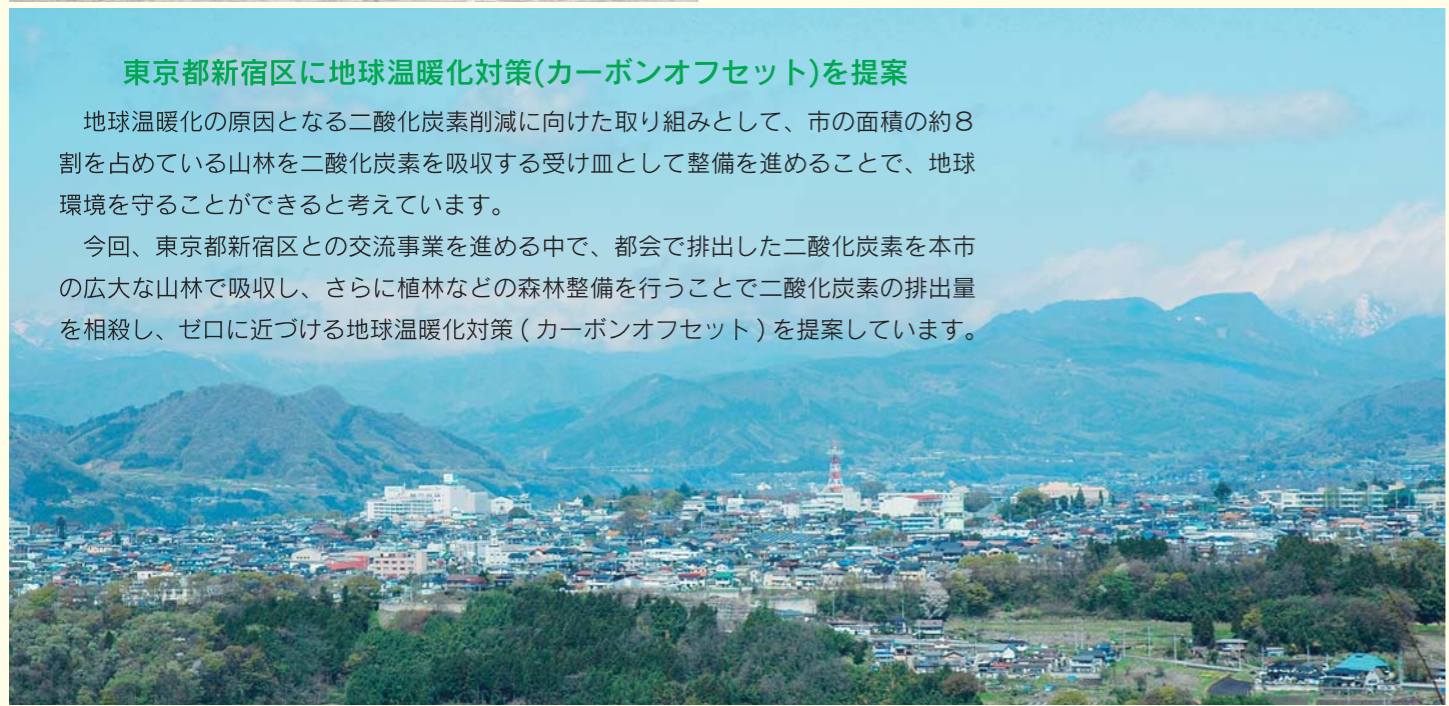 東京都新宿区に地球温暖化対策(カーボンオフセット)を提案
　地球温暖化の原因となる二酸化炭素削減に向けた取り組みとして、市の面積の約８
割を占めている山林を二酸化炭素を吸収する受け皿として整備を進めることで、地球
環境を守ることができると考えています。
　今回、東京都新宿区との交流事業を進める中で、都会で排出した二酸化炭素を本市
の広大な山林で吸収し、さらに植林などの森林整備を行うことで二酸化炭素の排出量
を相殺し、ゼロに近づける地球温暖化対策 ( カーボンオフセット ) を提案しています。